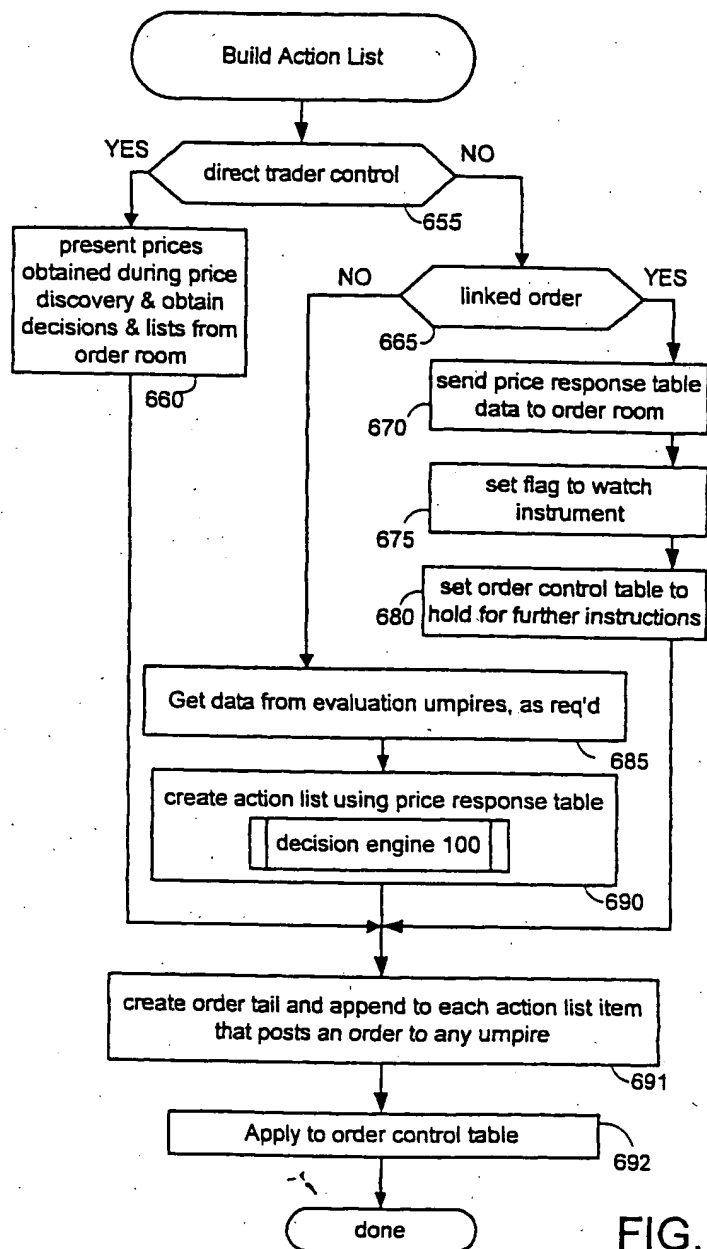 Build Action List
YES
NO
direct trader control
655
present prices
obtained during price
discovery & obtain
decisions & lists from
order room
660
NO
YES
linked order
665
send price response table
data to order room
670
set flag to watch
instrument
675
set order control table to
hold for further instructions
680
Get data from evaluation umpires, as req'd
685
create action list using price response table
decision engine 100
690
create order tail and append to each action list item
that posts an order to any umpire
691
Apply to order control table
692
done
FIG.